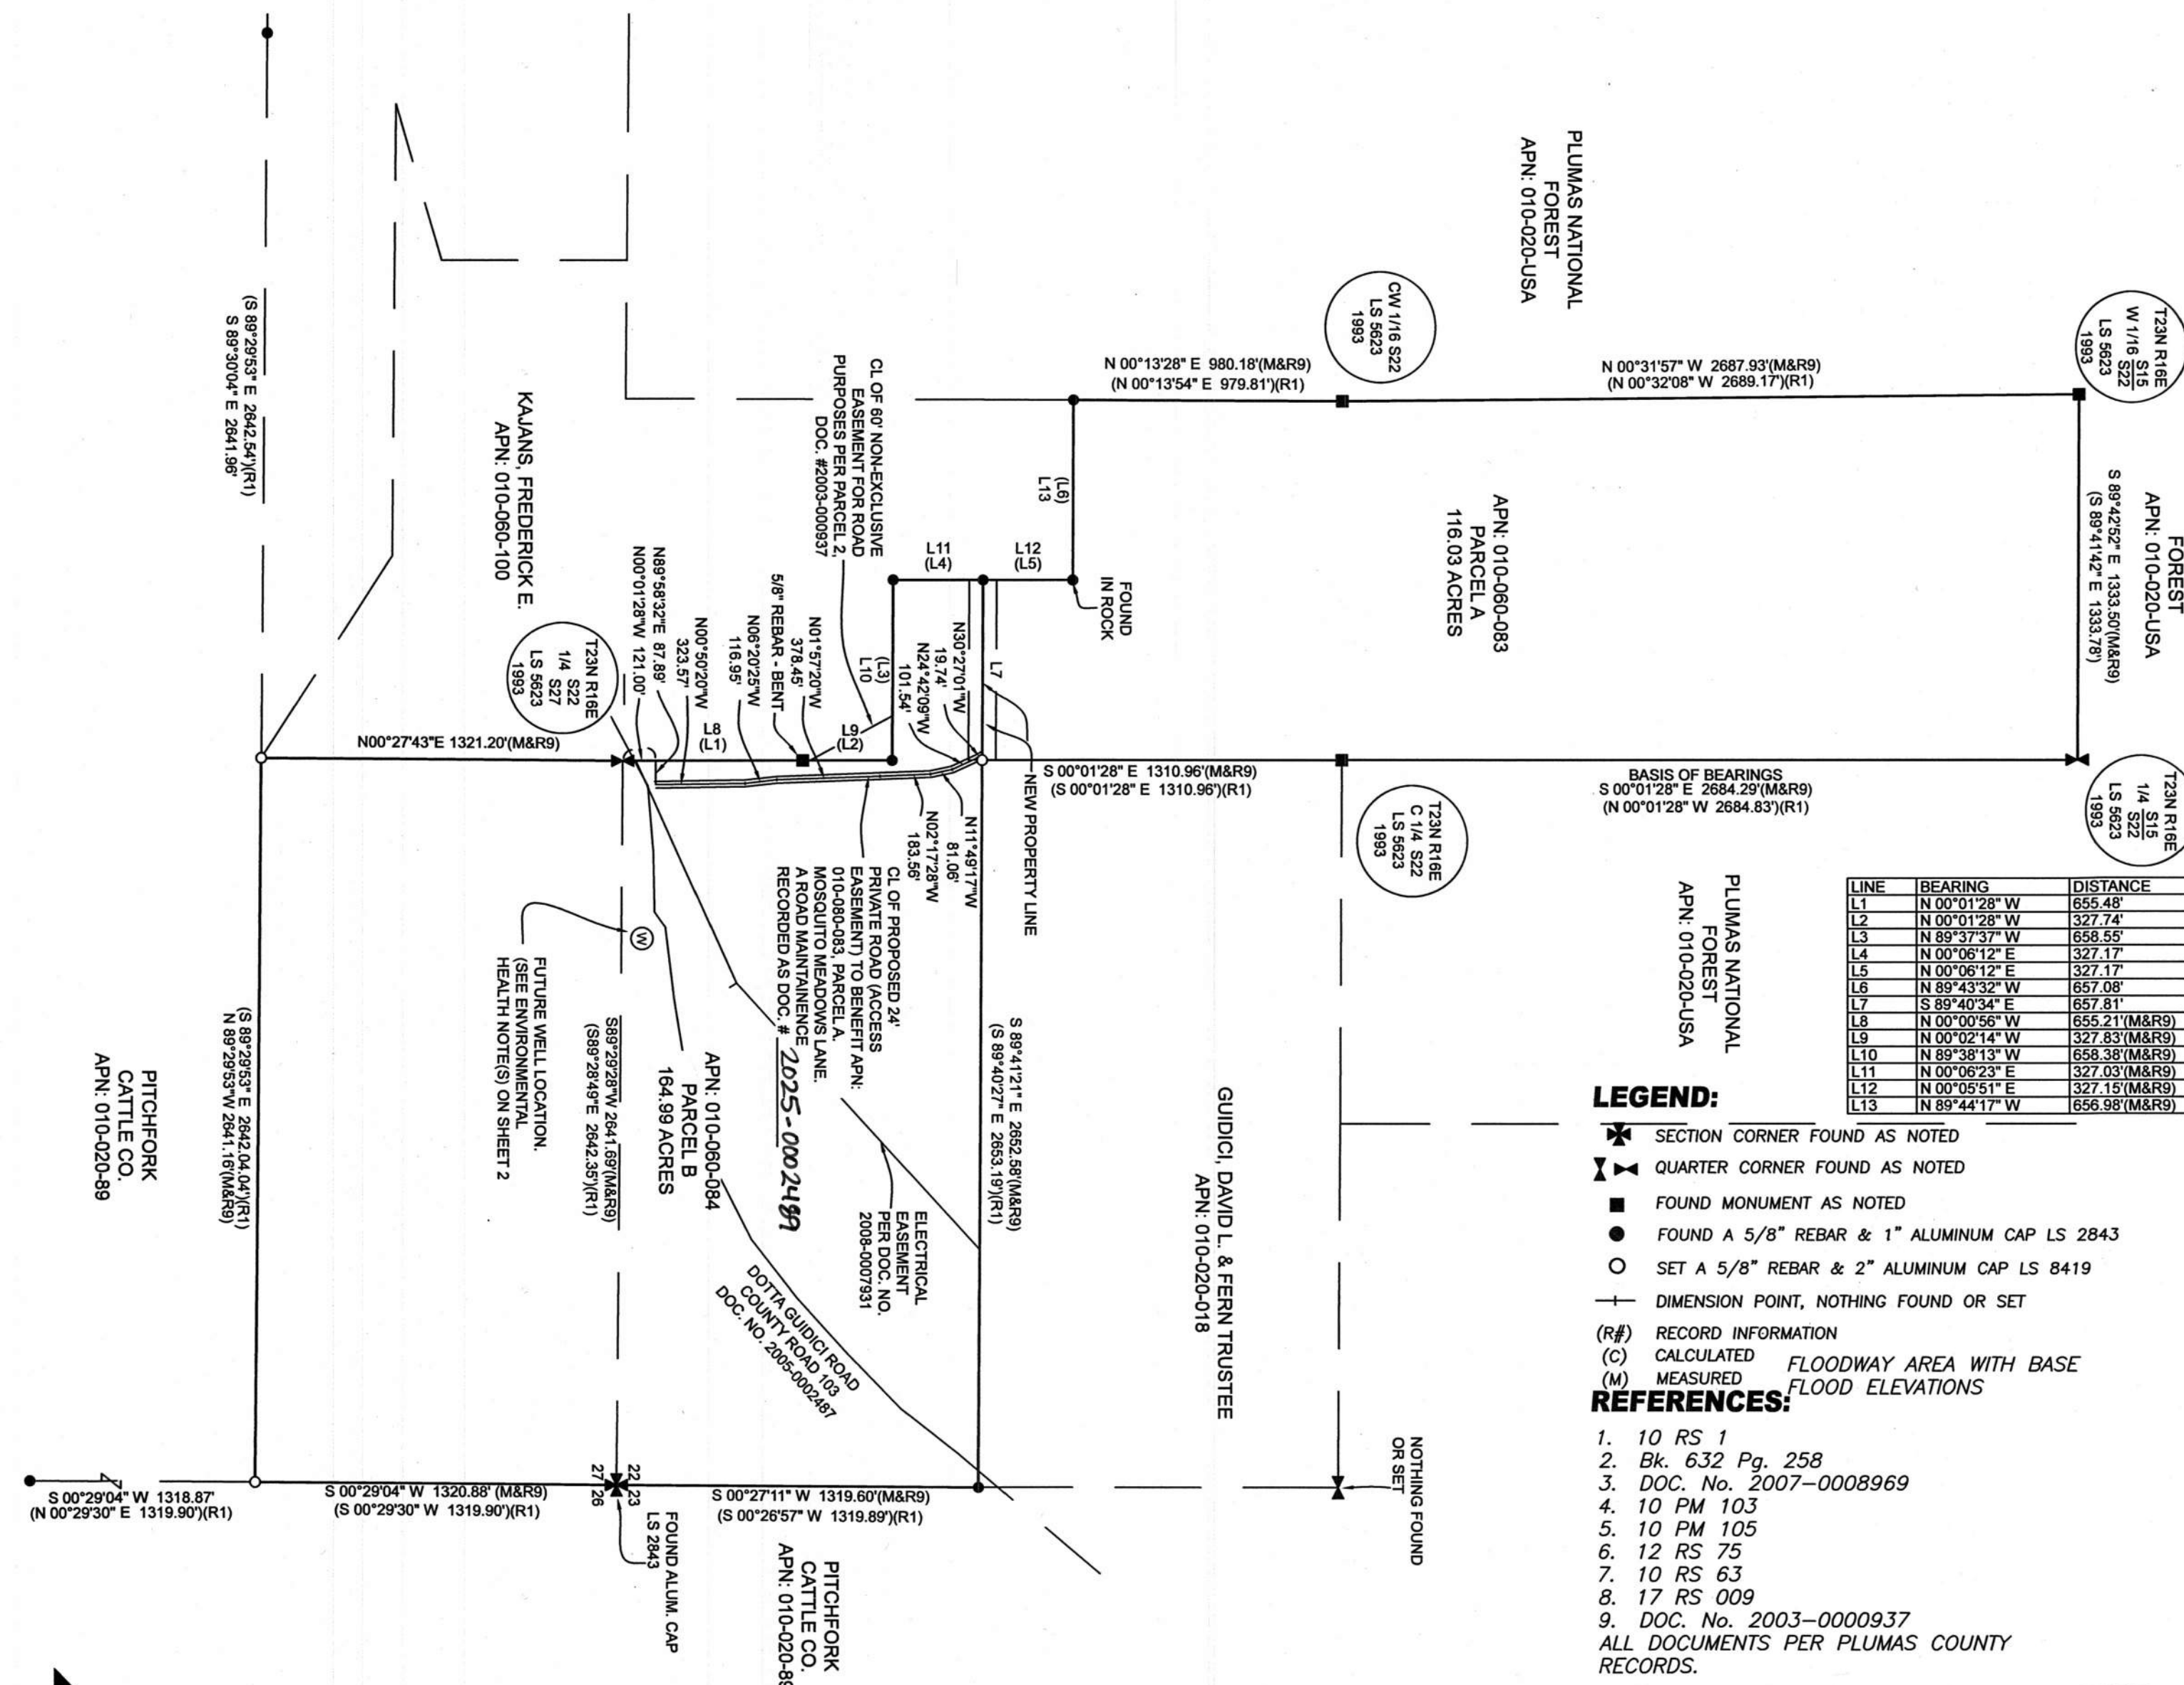 PLUMAS NATIONAL
FOREST
APN: 010-020-USA
T23N R16E
W 1/16 S15
S22
LS 5623
1993
FOREST
APN: 010-020-USA
S 89°42'52" E 1333.50'(M&R9)
(S 89°41'42" E 1333.78')
T23N R16E
1/4 S15
S22
LS 5623
1993
CW 1/16 S22
LS 5623
1993
N 00°13'28" E 980.18'(M&R9)
(N 00°13'54" E 979.81')(R1)
N 00°31'57" W 2687.93'(M&R9)
(N 00°32'08" W 2689.17')(R1)
APN: 010-060-083
PARCEL A
116.03 ACRES
(S 89°29'53" E 2642.54')(R1)
S 89°30'04" E 2641.96'
KAJANS, FREDERICK E.
APN: 010-060-100
CL OF 60' NON-EXCLUSIVE
EASEMENT FOR ROAD
PURPOSES PER PARCEL 2,
DOC. #2003-000937
(L6)
L13
L11
(L4)
L12
(L5)
FOUND
IN ROCK
(L3)
L10
L7
N30°27'01"W
19.74'
N24°42'09"W
101.54'
N01°57'20"W
378.45'
5/8" REBAR - BENT
N06°20'25"W
116.95'
N00°50'20"W
323.57'
N89°58'32"E 87.89'
N00°01'28"W 121.00'
L8
(L1)
L9
(L2)
T23N R16E
1/4 S22
S27
LS 5623
1993
N00°27'43"E 1321.20'(M&R9)
S 00°01'28" E 1310.96'(M&R9)
(S 00°01'28" E 1310.96')(R1)
BASIS OF BEARINGS
S 00°01'28" E 2684.29'(M&R9)
(N 00°01'28" W 2684.83')(R1)
NEW PROPERTY LINE
N11°49'17"W
81.06'
N02°17'28"W
183.56'
T23N R16E
C 1/4 S22
LS 5623
1993
CL OF PROPOSED 24'
PRIVATE ROAD (ACCESS
EASEMENT) TO BENEFIT APN:
010-080-083, PARCEL A.
MOSQUITO MEADOWS LANE.
A ROAD MAINTAINENCE
RECORDED AS DOC. # 2025-002489
W
FUTURE WELL LOCATION.
(SEE ENVIRONMENTAL
HEALTH NOTE(S) ON SHEET 2
S89°29'28"W 2641.69'(M&R9)
(S89°28'49"E 2642.35')(R1)
APN: 010-060-084
PARCEL B
164.99 ACRES
S 89°41'21" E 2652.58'(M&R9)
(S 89°40'27" E 2653.19')(R1)
GUIDICI, DAVID L. & FERN TRUSTEE
APN: 010-020-018
PLUMAS NATIONAL
FOREST
APN: 010-020-USA
ELECTRICAL
EASEMENT
PER DOC. NO.
2008-0007931
DOTTA GUIDICI ROAD
COUNTY ROAD 103
DOC. NO. 2005-0002487
(S 89°29'53" E 2642.04.04')(R1)
N 89°29'53"W 2641.16'(M&R9)
PITCHFORK
CATTLE CO.
APN: 010-020-89
S 00°29'04" W 1318.87'
(N 00°29'30" E 1319.90')(R1)
S 00°29'04" W 1320.88' (M&R9)
(S 00°29'30" W 1319.90')(R1)
22 23
27 26
S 00°27'11" W 1319.60'(M&R9)
(S 00°26'57" W 1319.89')(R1)
FOUND ALUM. CAP
LS 2843
PITCHFORK
CATTLE CO.
APN: 010-020-89
NOTHING FOUND
OR SET
LINE BEARING DISTANCE
L1 N 00°01'28" W 655.48'
L2 N 00°01'28" W 327.74'
L3 N 89°37'37" W 658.55'
L4 N 00°06'12" E 327.17'
L5 N 00°06'12" E 327.17'
L6 N 89°43'32" W 657.08'
L7 S 89°40'34" E 657.81'
L8 N 00°00'56" W 655.21'(M&R9)
L9 N 00°02'14" W 327.83'(M&R9)
L10 N 89°38'13" W 658.38'(M&R9)
L11 N 00°06'23" E 327.03'(M&R9)
L12 N 00°05'51" E 327.15'(M&R9)
L13 N 89°44'17" W 656.98'(M&R9)
LEGEND:
SECTION CORNER FOUND AS NOTED
QUARTER CORNER FOUND AS NOTED
FOUND MONUMENT AS NOTED
FOUND A 5/8" REBAR & 1" ALUMINUM CAP LS 2843
SET A 5/8" REBAR & 2" ALUMINUM CAP LS 8419
DIMENSION POINT, NOTHING FOUND OR SET
(R#) RECORD INFORMATION
(C) CALCULATED
(M) MEASURED
FLOODWAY AREA WITH BASE
FLOOD ELEVATIONS
REFERENCES:
1. 10 RS 1
2. Bk. 632 Pg. 258
3. DOC. No. 2007-0008969
4. 10 PM 103
5. 10 PM 105
6. 12 RS 75
7. 10 RS 63
8. 17 RS 009
9. DOC. No. 2003-0000937
ALL DOCUMENTS PER PLUMAS COUNTY
RECORDS.